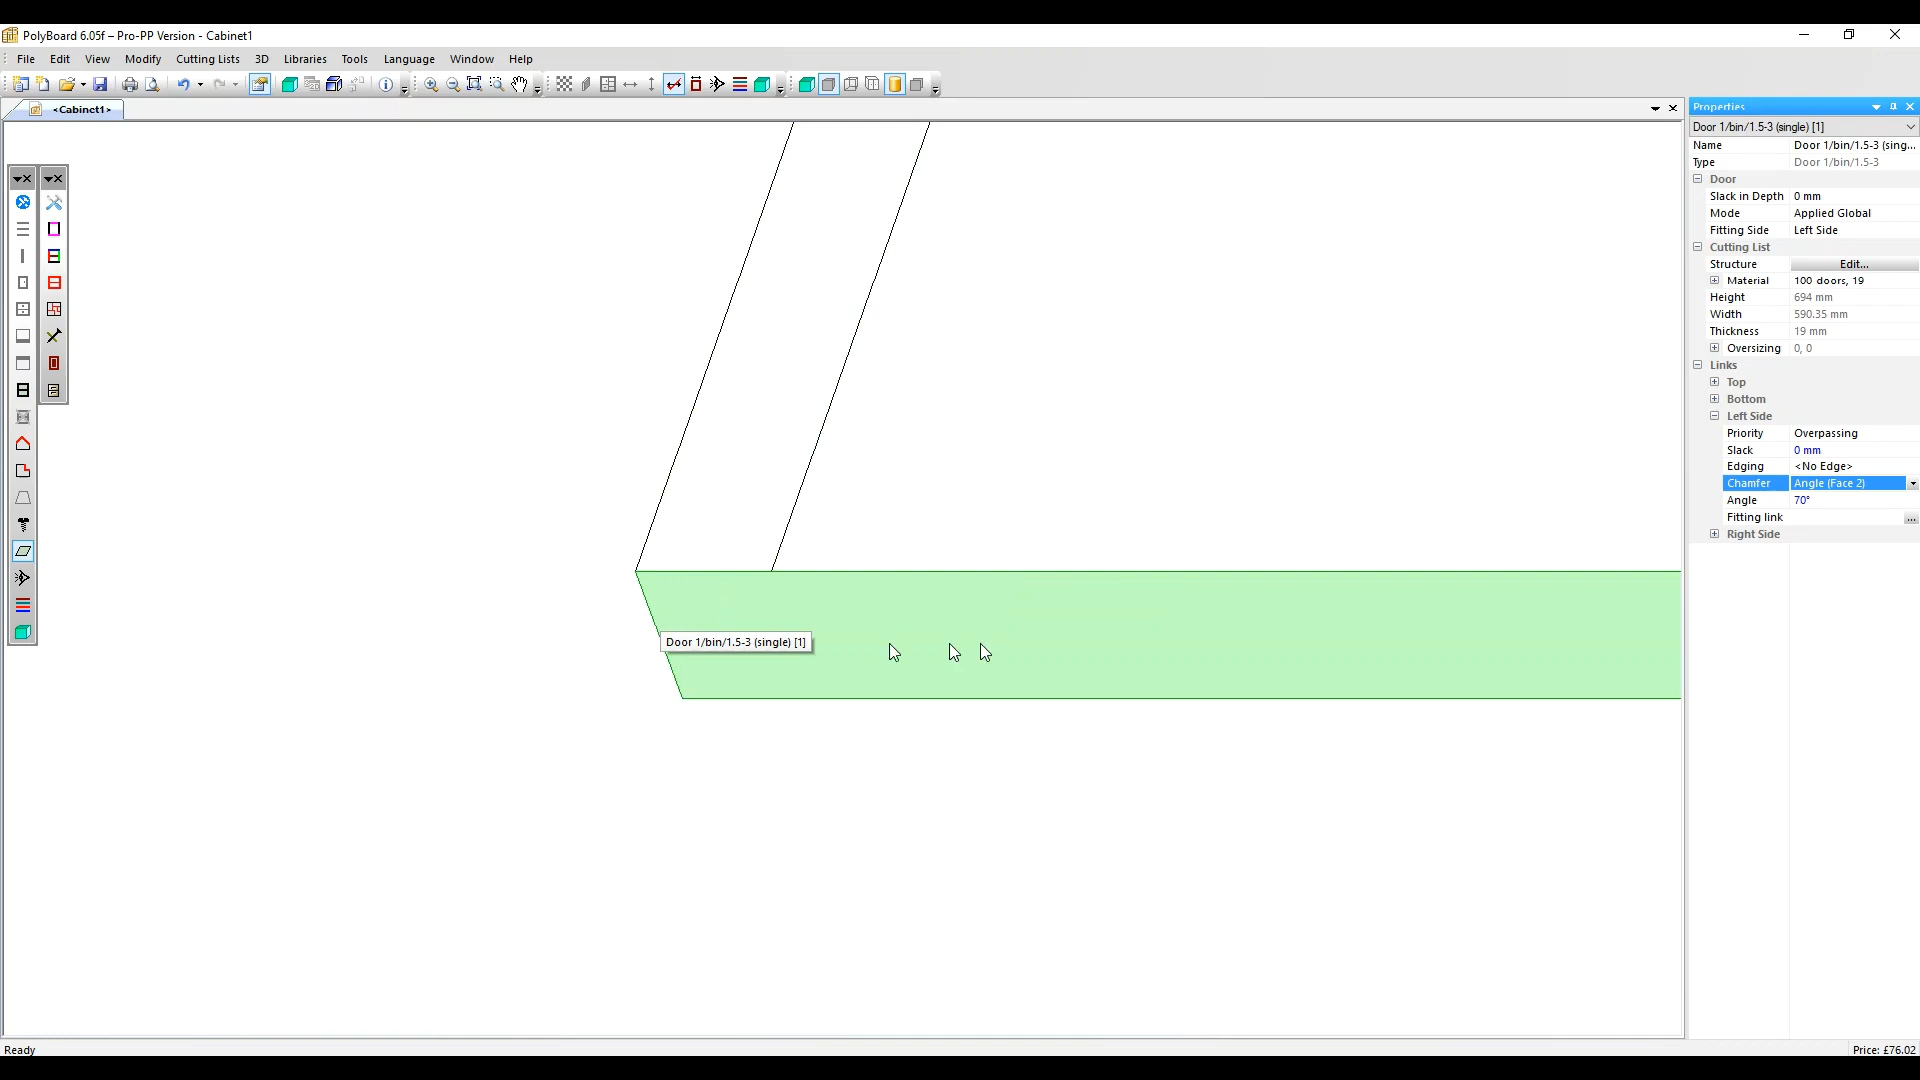 PolyBoard 6.05f – Pro-PP Version - Cabinet1
File Edit View Modify Cutting Lists 3D Libraries Tools Language Window Help
<Cabinet1>
Properties
Door 1/bin/1.5-3 (single) [1]
Name Door 1/bin/1.5-3 (sing...
Type Door 1/bin/1.5-3
Door
Slack in Depth 0 mm
Mode Applied Global
Fitting Side Left Side
Cutting List
Structure Edit...
Material 100 doors, 19
Height 694 mm
Width 590.35 mm
Thickness 19 mm
Oversizing 0, 0
Links
Top
Bottom
Left Side
Priority Overpassing
Slack 0 mm
Edging <No Edge>
Chamfer Angle (Face 2)
Angle 70°
Fitting link ...
Right Side
Door 1/bin/1.5-3 (single) [1]
Ready
Price: £76.02